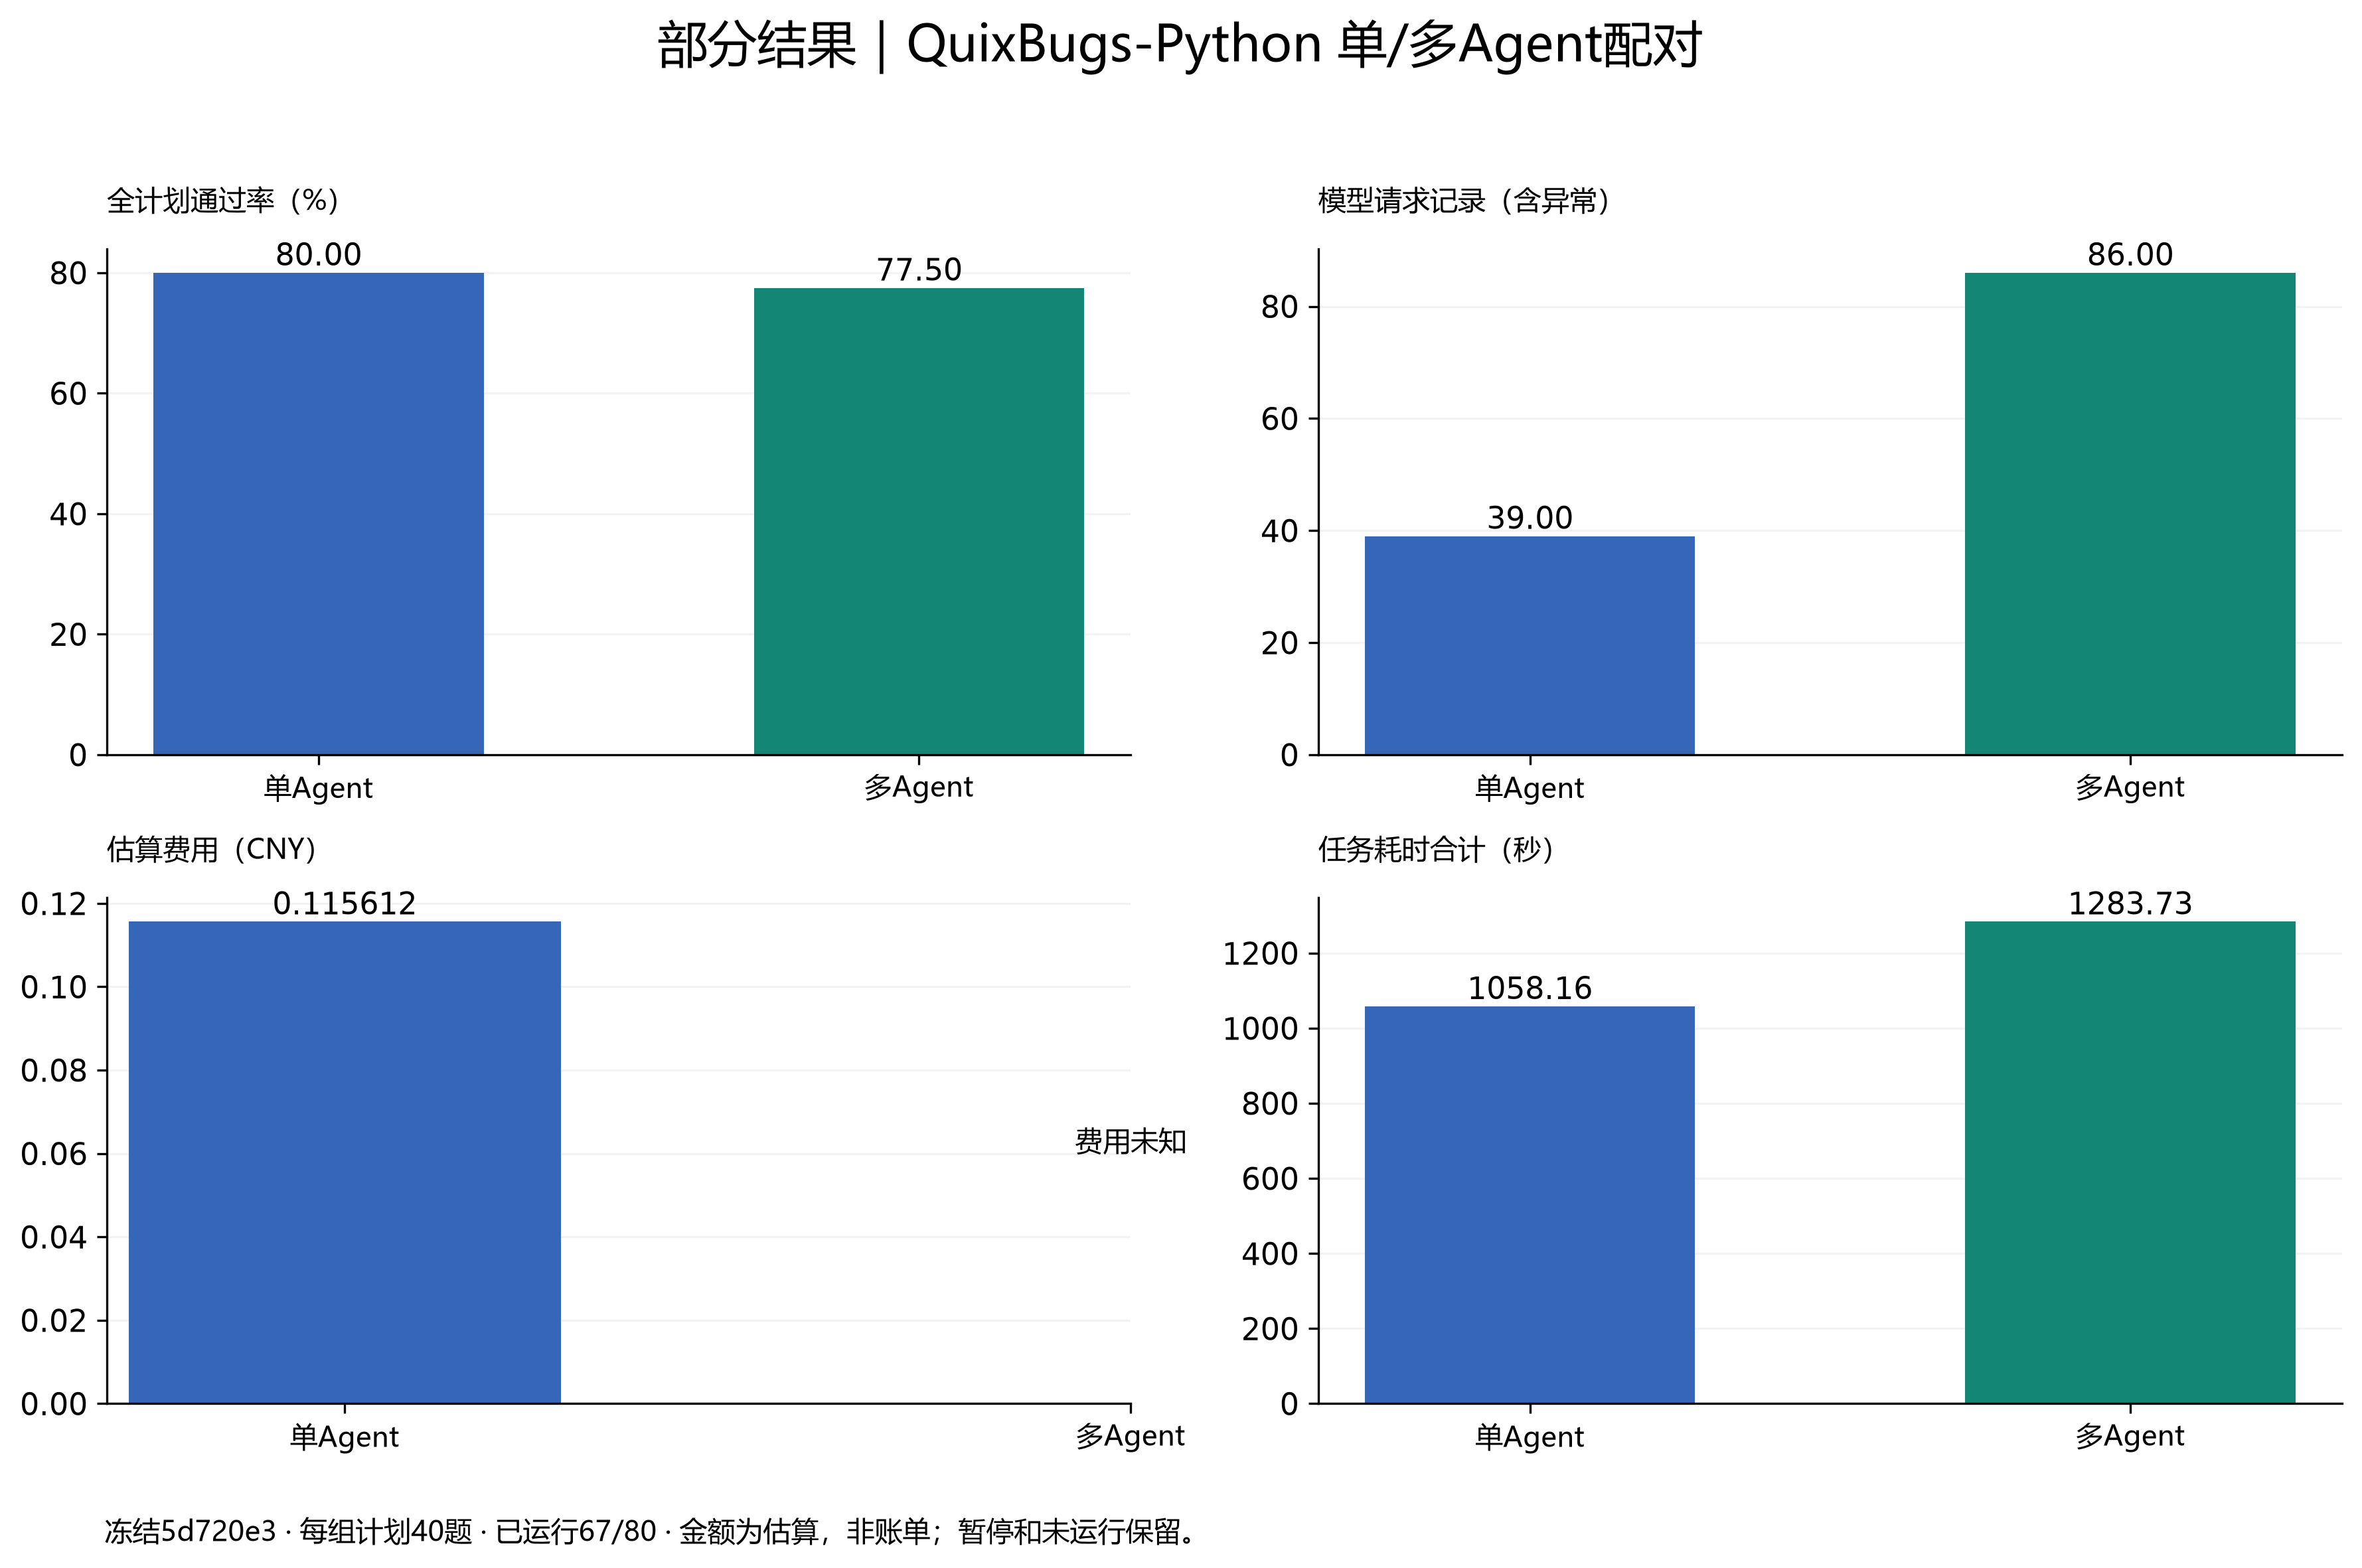 部分结果 | QuixBugs-Python 单/多Agent配对
全计划通过率（%）
80.00
77.50
80
60
40
20
0
单Agent
多Agent
模型请求记录（含异常）
86.00
39.00
80
60
40
20
0
单Agent
多Agent
估算费用（CNY）
0.115612
0.12
0.10
0.08
0.06
0.04
0.02
0.00
费用未知
单Agent
多Agent
任务耗时合计（秒）
1283.73
1058.16
1200
1000
800
600
400
200
0
单Agent
多Agent
冻结5d720e3 · 每组计划40题 · 已运行67/80 · 金额为估算，非账单；暂停和未运行保留。